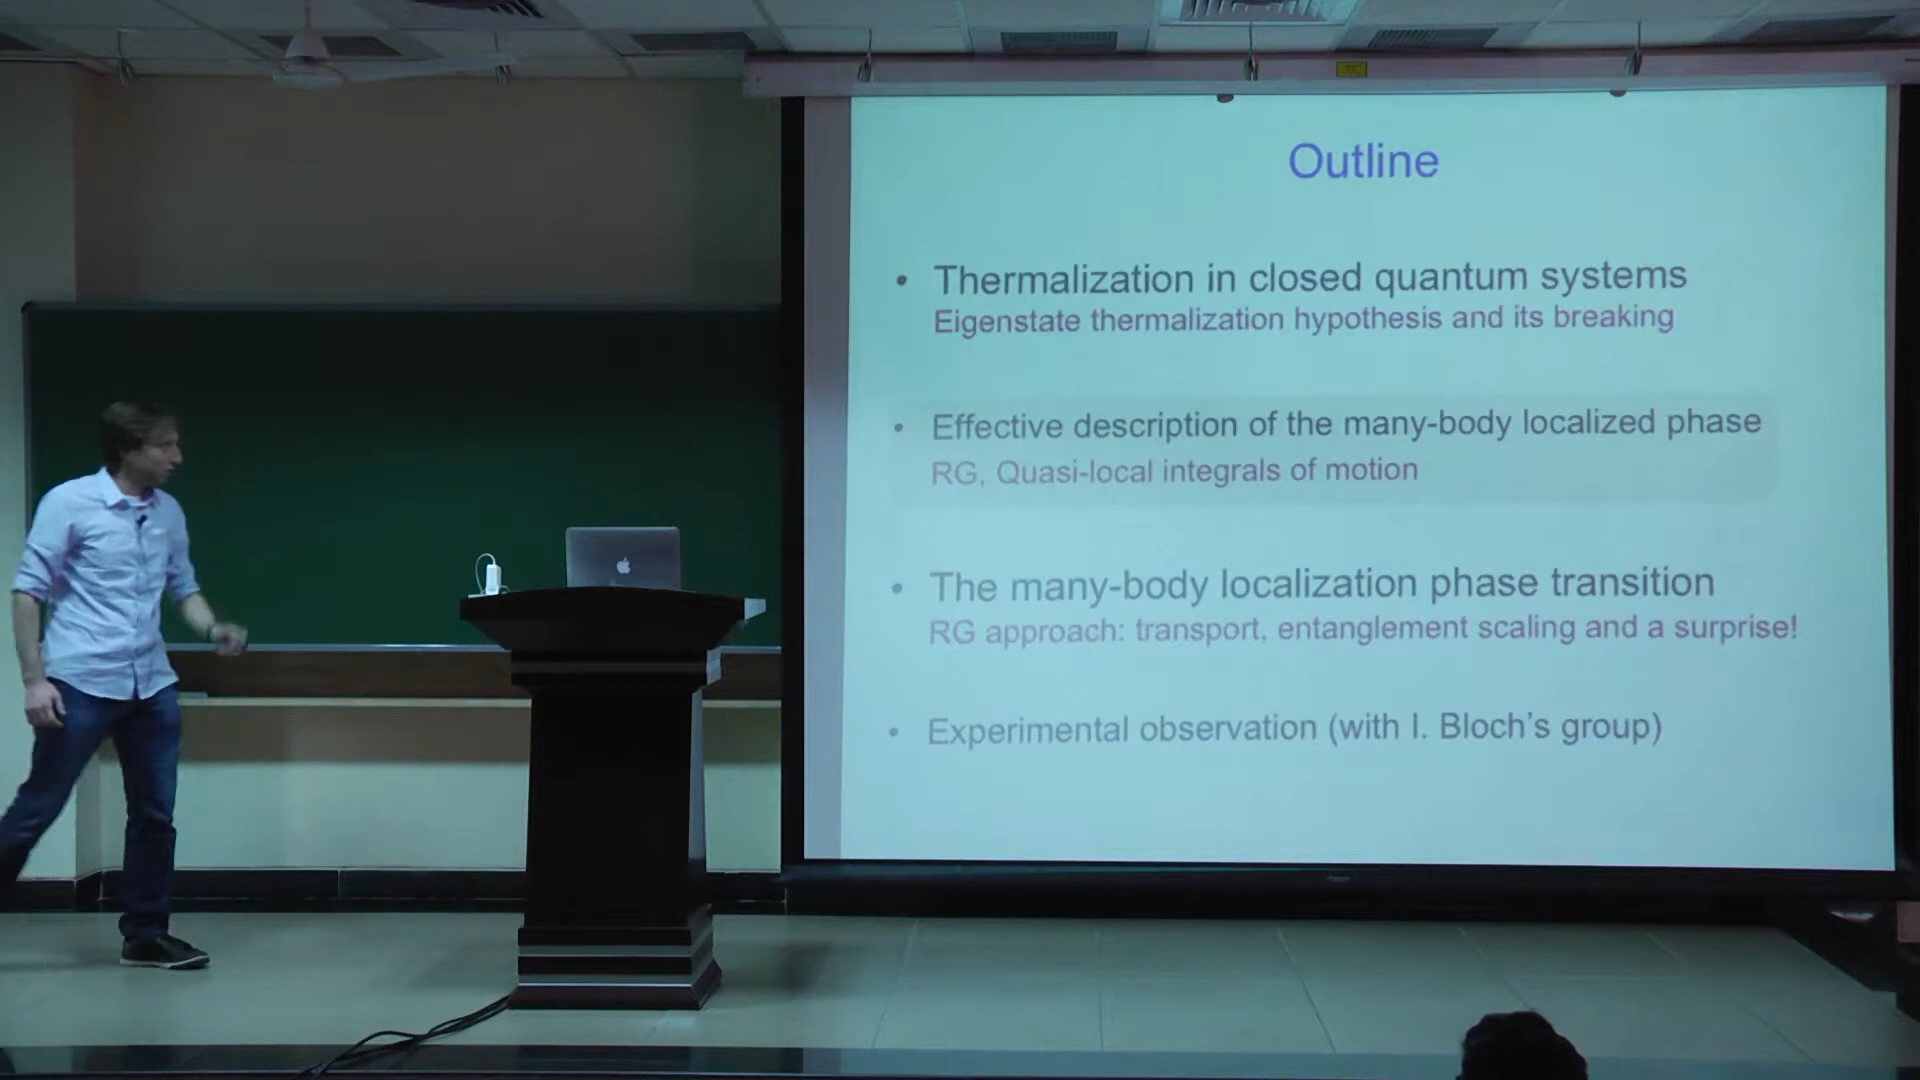 Outline
• Thermalization in closed quantum systems
Eigenstate thermalization hypothesis and its breaking
• Effective description of the many-body localized phase
RG, Quasi-local integrals of motion
• The many-body localization phase transition
RG approach: transport, entanglement scaling and a surprise!
• Experimental observation (with I. Bloch's group)